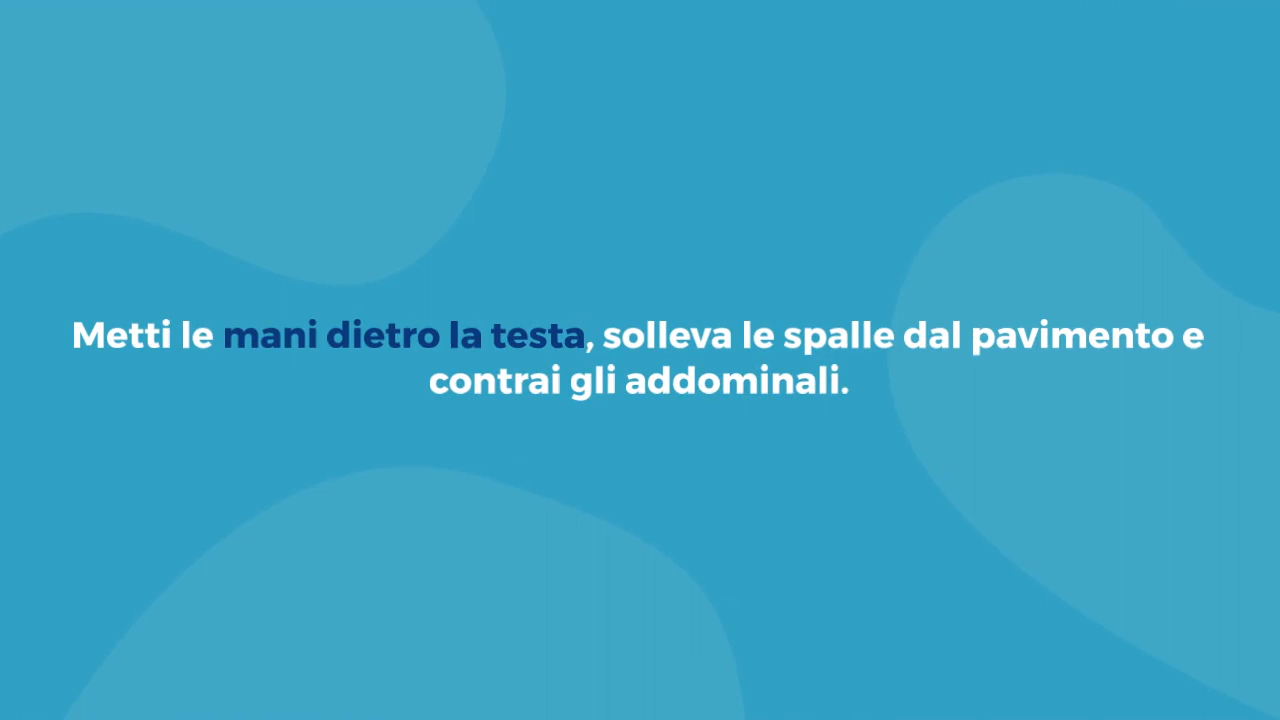 Metti le mani dietro la testa, solleva le spalle dal pavimento e
contrai gli addominali.